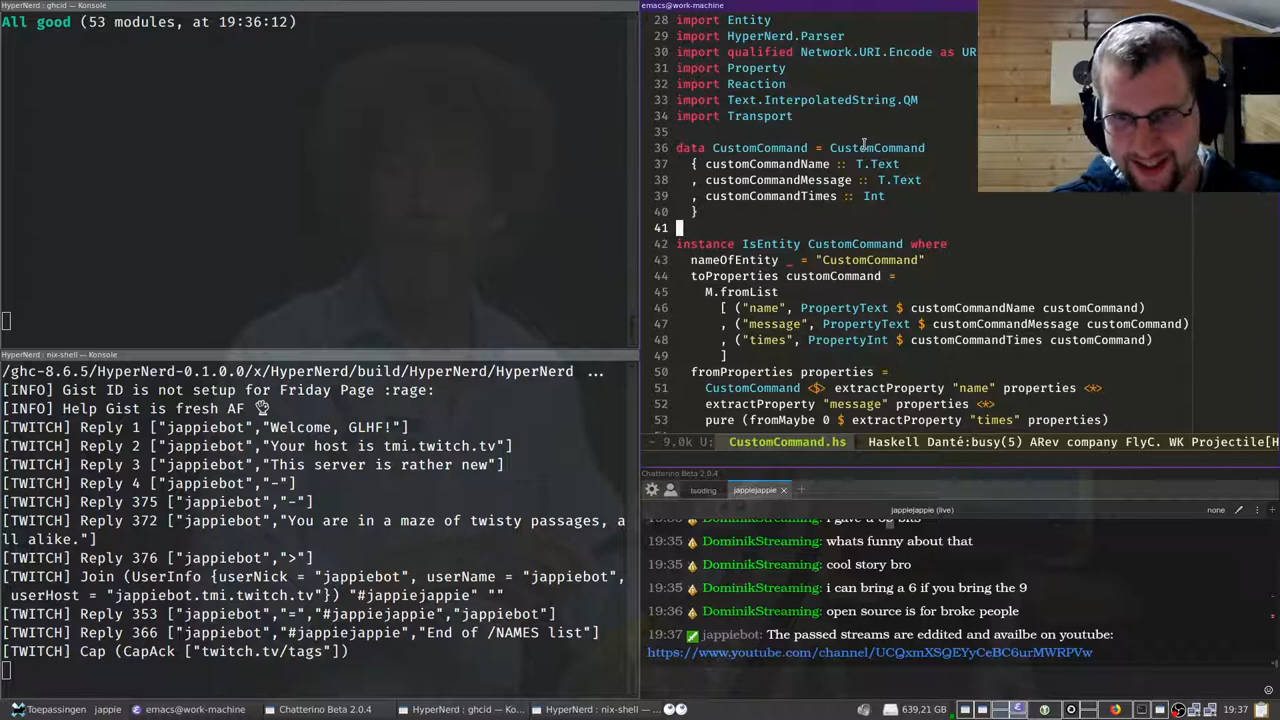 HyperNerd : ghcid — Konsole
All good (53 modules, at 19:36:12)
HyperNerd : nix-shell — Konsole
/ghc-8.6.5/HyperNerd-0.1.0.0/x/HyperNerd/build/HyperNerd/HyperNerd ...
[INFO] Gist ID is not setup for Friday Page :rage:
[INFO] Help Gist is fresh AF 👌
[TWITCH] Reply 1 ["jappiebot","Welcome, GLHF!"]
[TWITCH] Reply 2 ["jappiebot","Your host is tmi.twitch.tv"]
[TWITCH] Reply 3 ["jappiebot","This server is rather new"]
[TWITCH] Reply 4 ["jappiebot","-"]
[TWITCH] Reply 375 ["jappiebot","-"]
[TWITCH] Reply 372 ["jappiebot","You are in a maze of twisty passages, a
ll alike."]
[TWITCH] Reply 376 ["jappiebot",">"]
[TWITCH] Join (UserInfo {userNick = "jappiebot", userName = "jappiebot",
userHost = "jappiebot.tmi.twitch.tv"}) "#jappiejappie" ""
[TWITCH] Reply 353 ["jappiebot","=","#jappiejappie","jappiebot"]
[TWITCH] Reply 366 ["jappiebot","#jappiejappie","End of /NAMES list"]
[TWITCH] Cap (CapAck ["twitch.tv/tags"])
emacs@work-machine
28 import Entity
29 import HyperNerd.Parser
30 import qualified Network.URI.Encode as UR
31 import Property
32 import Reaction
33 import Text.InterpolatedString.QM
34 import Transport
35
36 data CustomCommand = CustomCommand
37 { customCommandName :: T.Text
38 , customCommandMessage :: T.Text
39 , customCommandTimes :: Int
40 }
41
42 instance IsEntity CustomCommand where
43 nameOfEntity _ = "CustomCommand"
44 toProperties customCommand =
45 M.fromList
46 [ ("name", PropertyText $ customCommandName customCommand)
47 , ("message", PropertyText $ customCommandMessage customCommand)
48 , ("times", PropertyInt $ customCommandTimes customCommand)
49 ]
50 fromProperties properties =
51 CustomCommand <$> extractProperty "name" properties <*>
52 extractProperty "message" properties <*>
53 pure (fromMaybe 0 $ extractProperty "times" properties)
- 9.0k U: CustomCommand.hs Haskell Danté:busy(5) ARev company FlyC. WK Projectile[H
Chatterino Beta 2.0.4
tsoding jappiejappie
jappiejappie (live) none
19:35 DominikStreaming: whats funny about that
19:35 DominikStreaming: cool story bro
19:35 DominikStreaming: i can bring a 6 if you bring the 9
19:36 DominikStreaming: open source is for broke people
19:37 jappiebot: The passed streams are eddited and availbe on youtube:
https://www.youtube.com/channel/UCQxmXSQEYyCeBC6urMWRPVw
Toepassingen jappie emacs@work-machine Chatterino Beta 2.0.4 HyperNerd : ghcid — Ko... HyperNerd : nix-shell — ... 639,21 GB 19:37